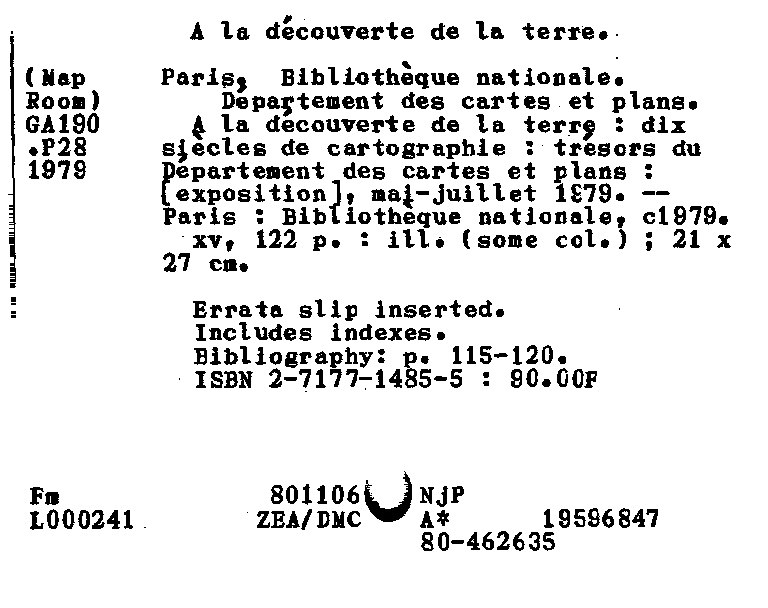 A la découverte de la terre.
(Map Paris, Bibliothèque nationale.
Room) Département des cartes et plans.
GA190 A la découverte de la terre : dix
.P28 siècles de cartographie : trésors du
1979 Département des cartes et plans :
[exposition], mai-juillet 1979. --
Paris : Bibliothèque nationale, c1979.
xv, 122 p. : ill. (some col.) ; 21 x
27 cm.
Errata slip inserted.
Includes indexes.
Bibliography: p. 115-120.
ISBN 2-7177-1485-5 : 90.00F
Fm 801106 NjP
L000241 ZEA/DMC A* 19596847
80-462635